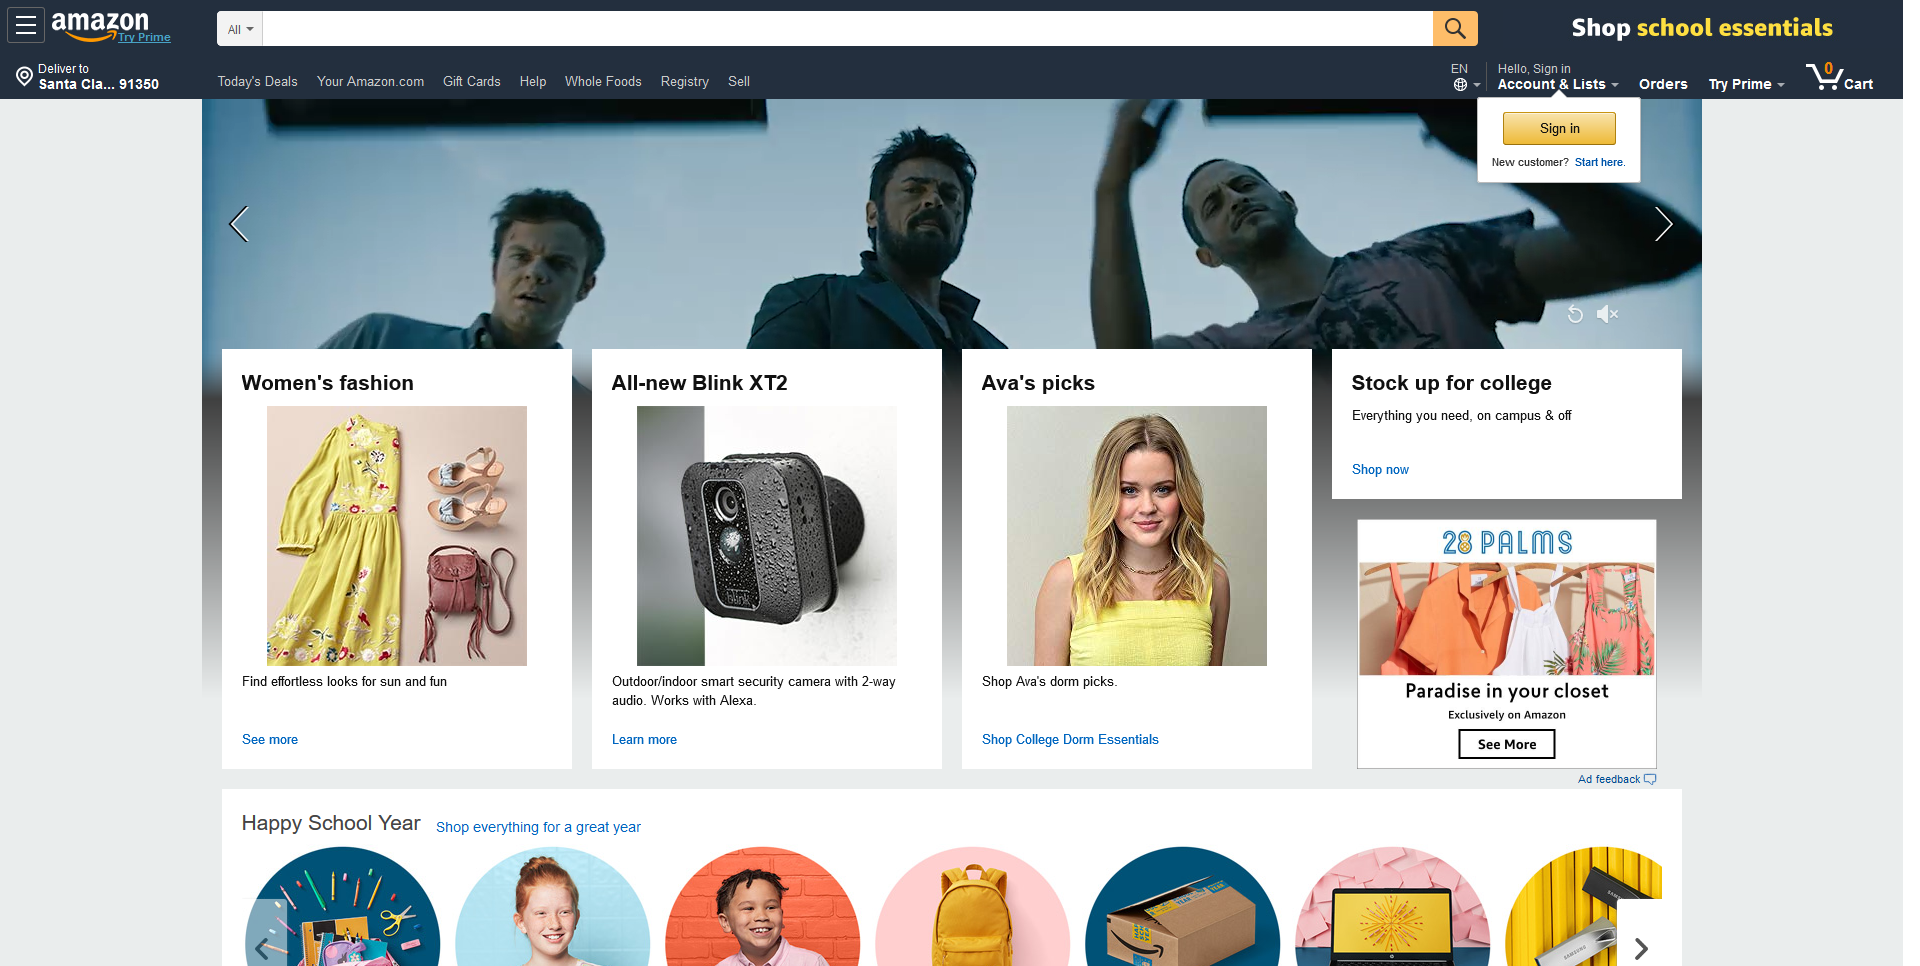 amazon
Try Prime
All
Shop school essentials
Deliver to
Santa Cla... 91350
Today's Deals
Your Amazon.com
Gift Cards
Help
Whole Foods
Registry
Sell
EN
Hello, Sign in
Account & Lists
Orders
Try Prime
0
Cart
Sign in
New customer? Start here.
Women's fashion
Find effortless looks for sun and fun
See more
All-new Blink XT2
blink
Outdoor/indoor smart security camera with 2-way
audio. Works with Alexa.
Learn more
Ava's picks
Shop Ava's dorm picks.
Shop College Dorm Essentials
Stock up for college
Everything you need, on campus & off
Shop now
28 PALMS
Paradise in your closet
Exclusively on Amazon
See More
Ad feedback
Happy School Year
Shop everything for a great year
SAMSUNG
SAMSUNG